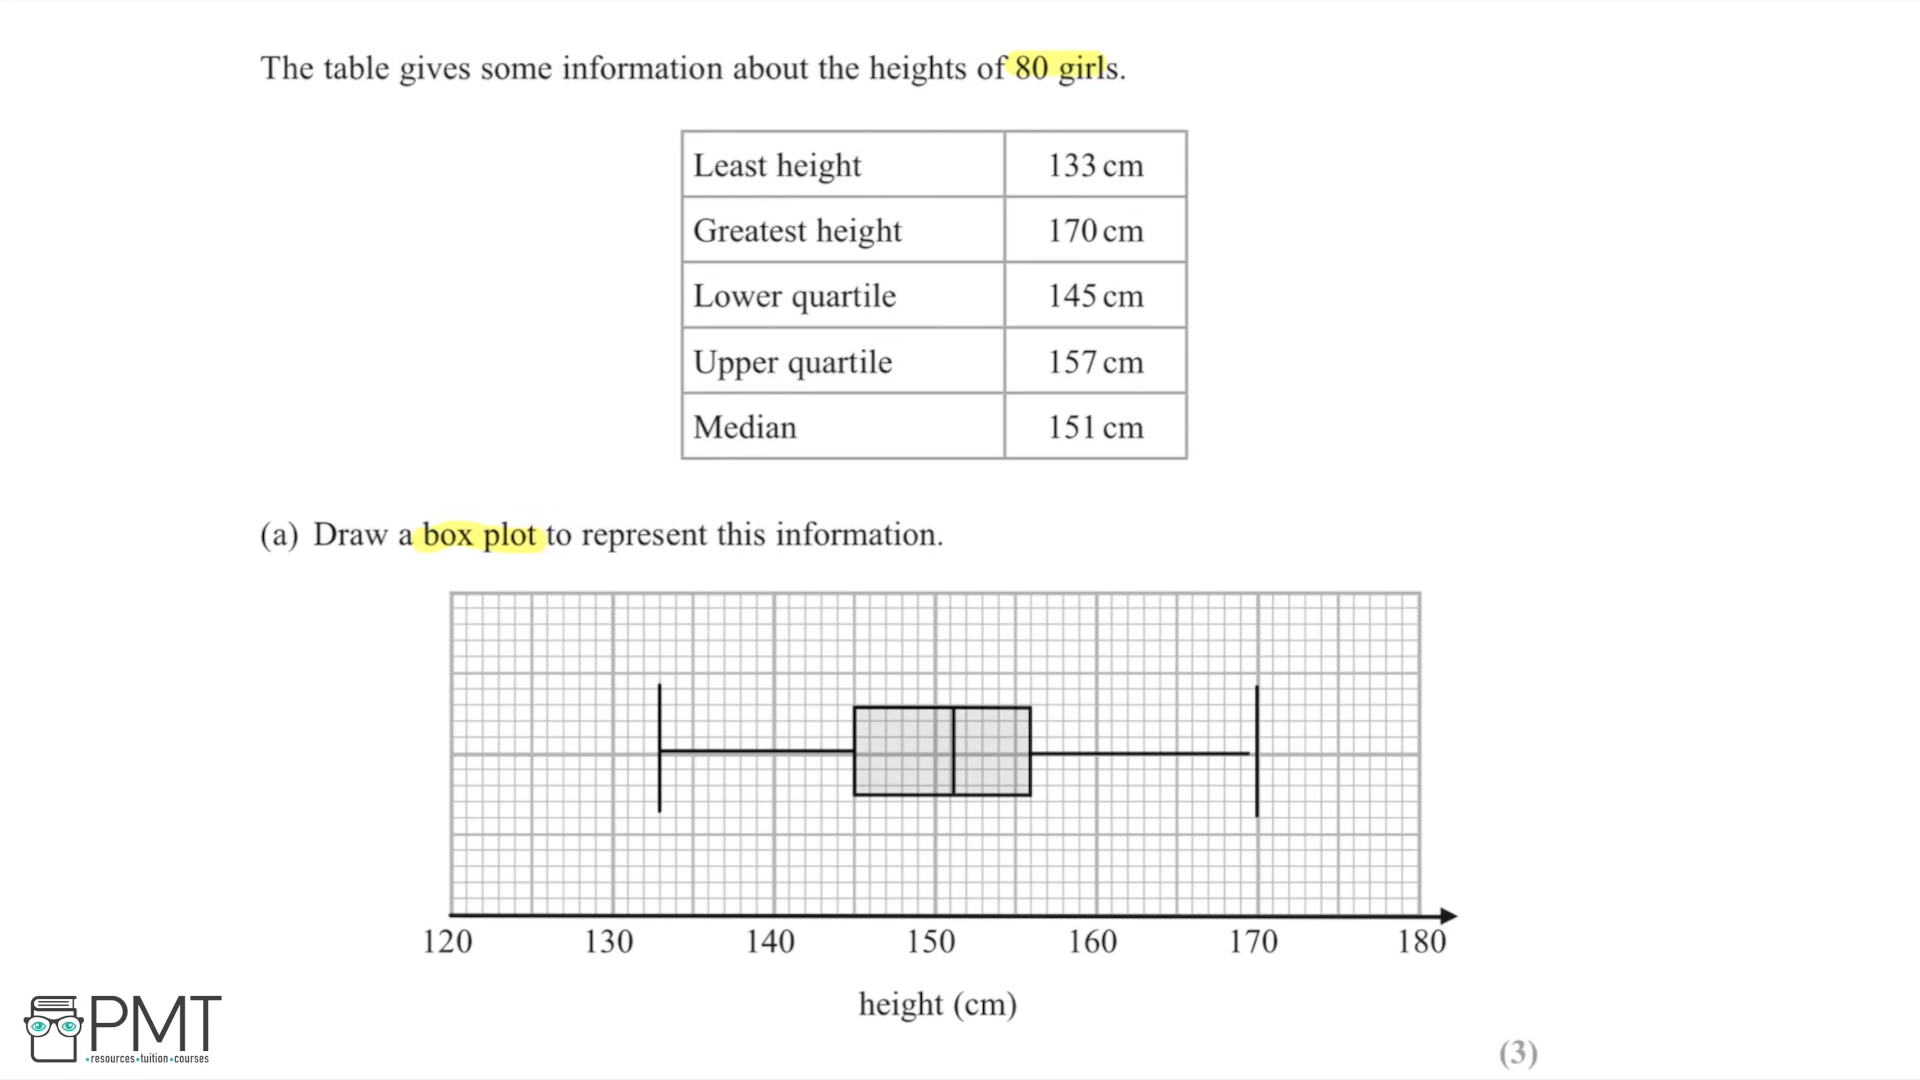 The table gives some information about the heights of 80 girls.
Least height 133 cm
Greatest height 170 cm
Lower quartile 145 cm
Upper quartile 157 cm
Median 151 cm
(a) Draw a box plot to represent this information.
120 130 140 150 160 170 180
height (cm)
PMT
•resources•tuition•courses
(3)